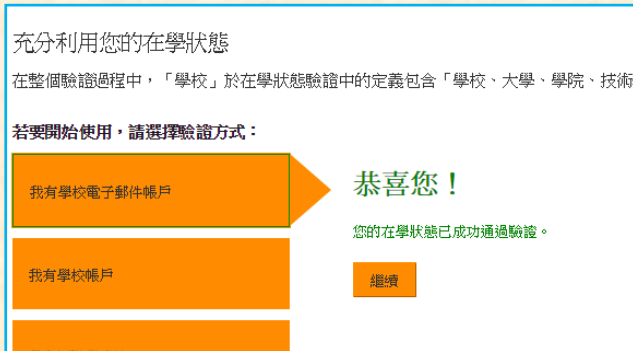 充分利用您的在學狀態
在整個驗證過程中，「學校」於在學狀態驗證中的定義包含「學校、大學、學院、技術
若要開始使用，請選擇驗證方式：
我有學校電子郵件帳戶
恭喜您！
您的在學狀態已成功通過驗證。
我有學校帳戶
繼續